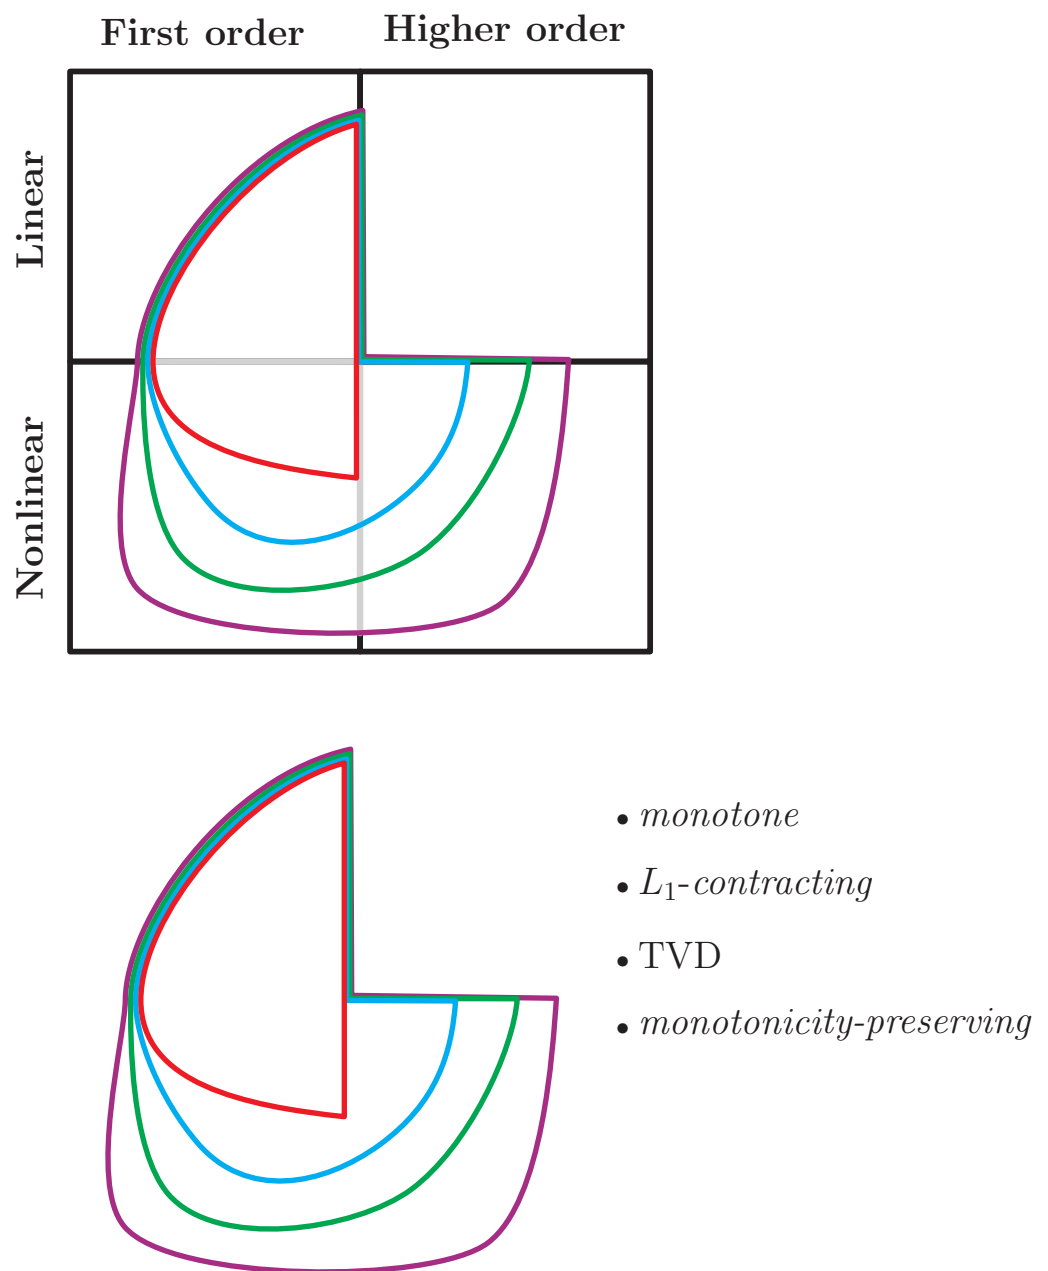 First order
Higher order
Linear
Nonlinear
• monotone
• L₁-contracting
• TVD
• monotonicity-preserving